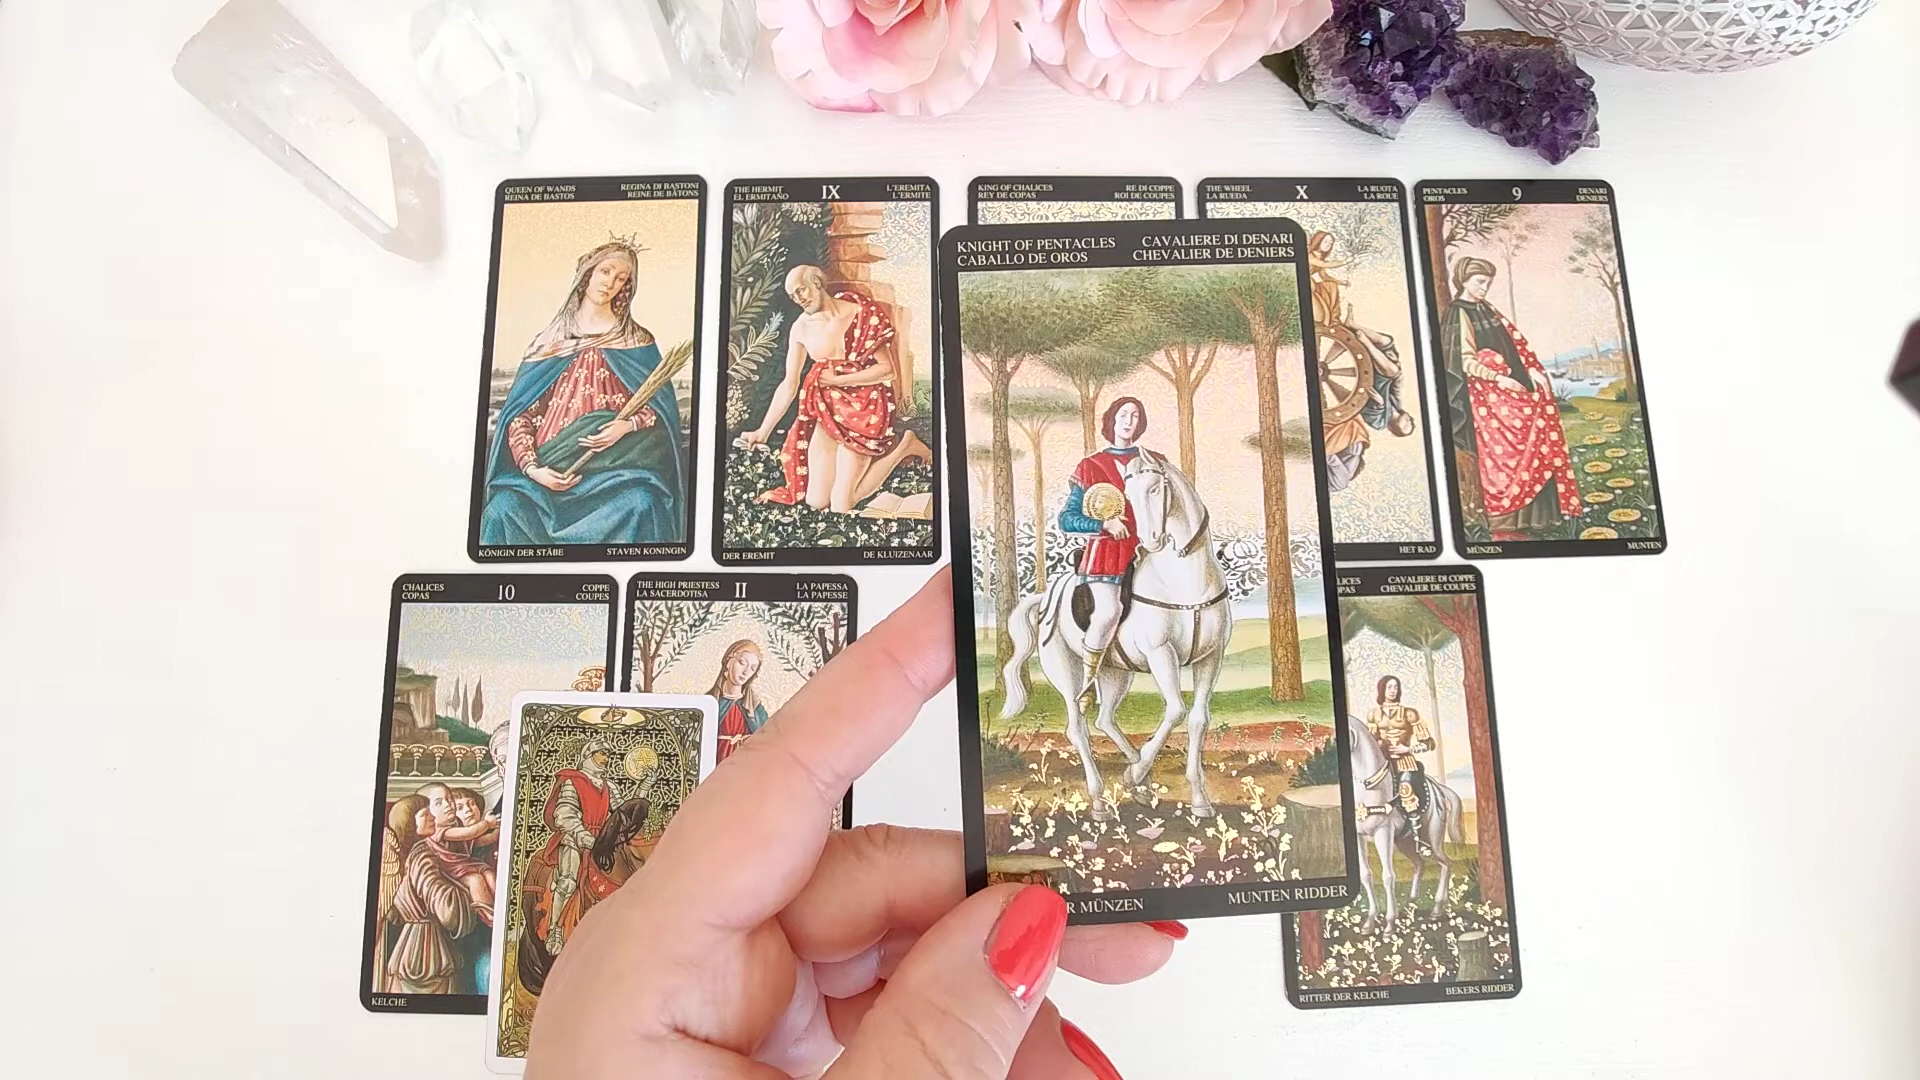 QUEEN OF WANDS REGINA DI BASTONI
REINA DE BASTOS REINE DE BÂTONS
KÖNIGIN DER STÄBE STAVEN KONINGIN
THE HERMIT IX L'EREMITA
EL ERMITAÑO L'ERMITE
DER EREMIT DE KLUIZENAAR
KING OF CHALICES RE DI COPPE
REY DE COPAS ROI DE COUPES
THE WHEEL X LA RUOTA
LA RUEDA LA ROUE
HET RAD
PENTACLES 9 DENARI
OROS DENIERS
MÜNZEN MUNTEN
KNIGHT OF PENTACLES CAVALIERE DI DENARI
CABALLO DE OROS CHEVALIER DE DENIERS
MÜNZEN MUNTEN RIDDER
CHALICES 10 COPPE
COPAS COUPES
KELCHE
THE HIGH PRIESTESS II LA PAPESSA
LA SACERDOTISA LA PAPESSE
CAVALIERE DI COPPE
CHEVALIER DE COUPES
RITTER DER KELCHE BEKERS RIDDER